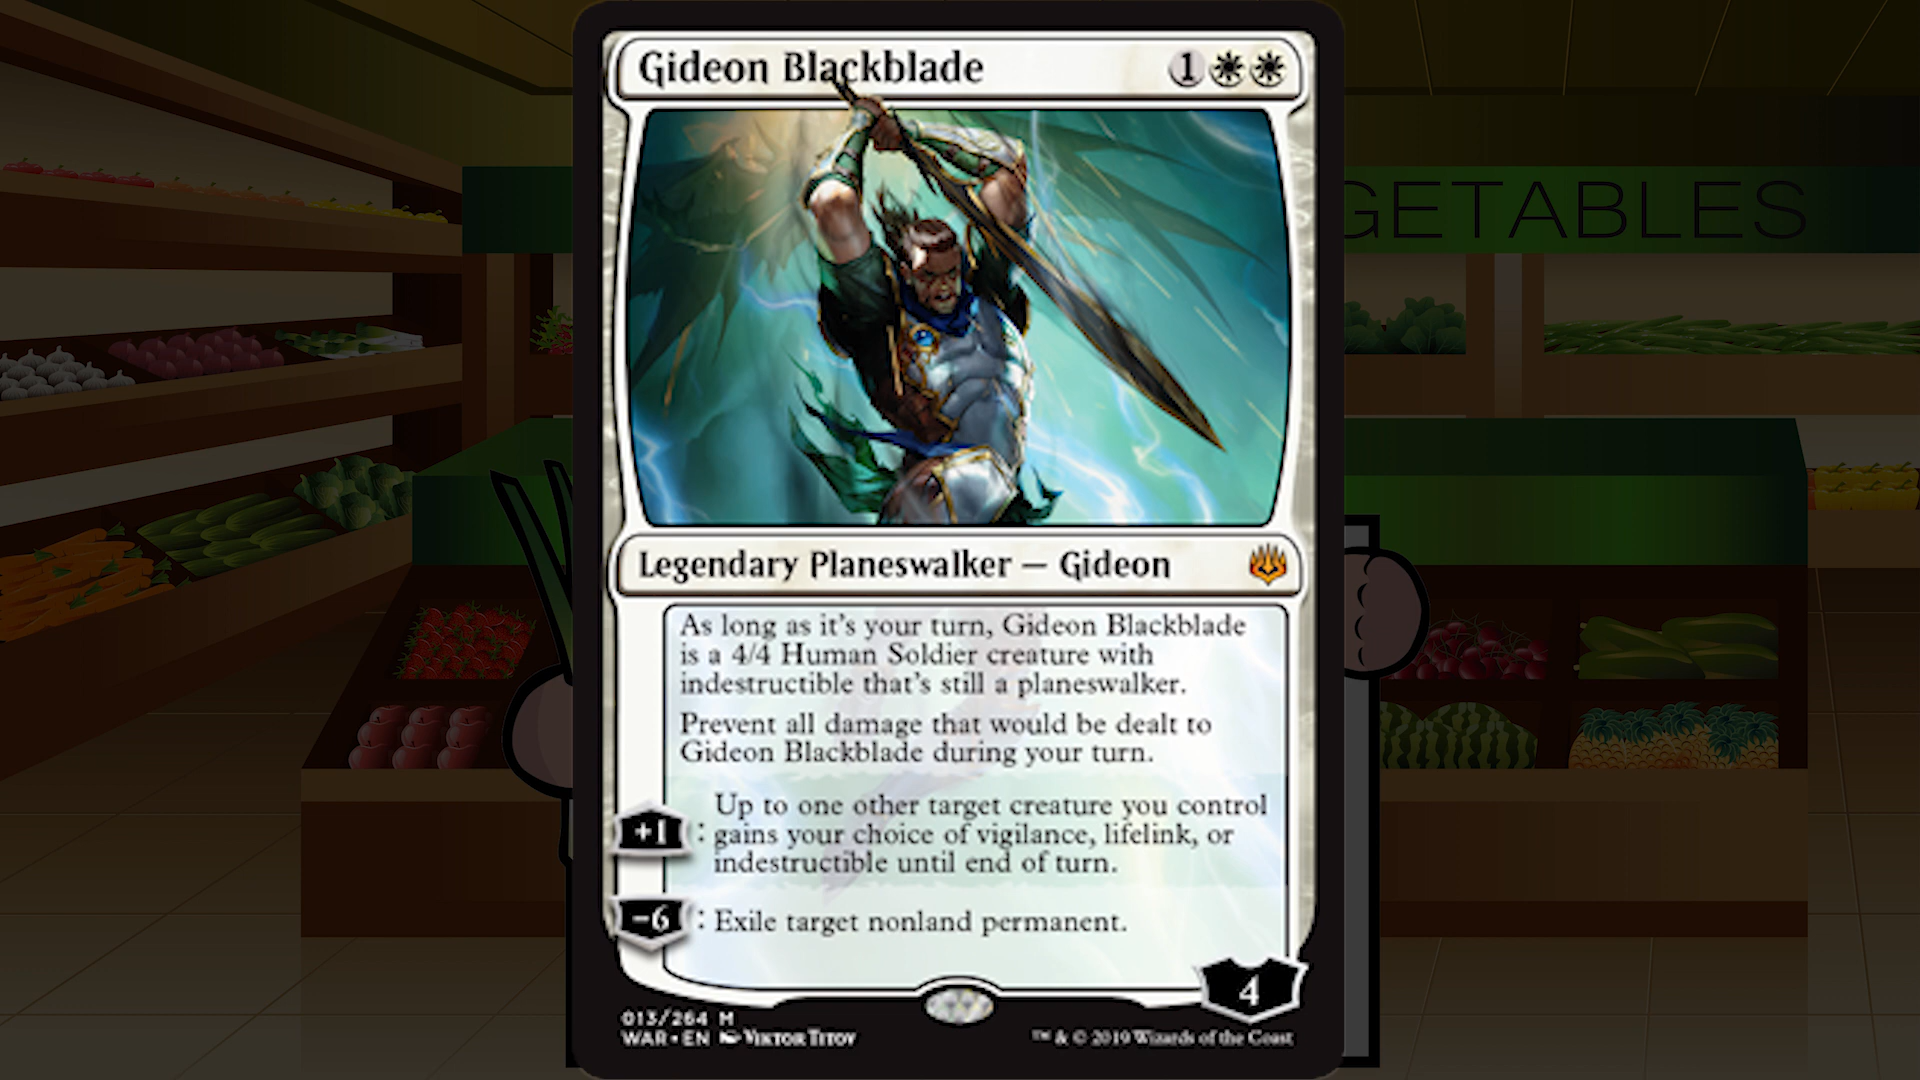 Gideon Blackblade
1
GETABLES
Legendary Planeswalker — Gideon
As long as it's your turn, Gideon Blackblade
is a 4/4 Human Soldier creature with
indestructible that's still a planeswalker.
Prevent all damage that would be dealt to
Gideon Blackblade during your turn.
Up to one other target creature you control
+1 : gains your choice of vigilance, lifelink, or
indestructible until end of turn.
-6 : Exile target nonland permanent.
4
013/264 M
WAR • EN Viktor Titov
™ & © 2019 Wizards of the Coast